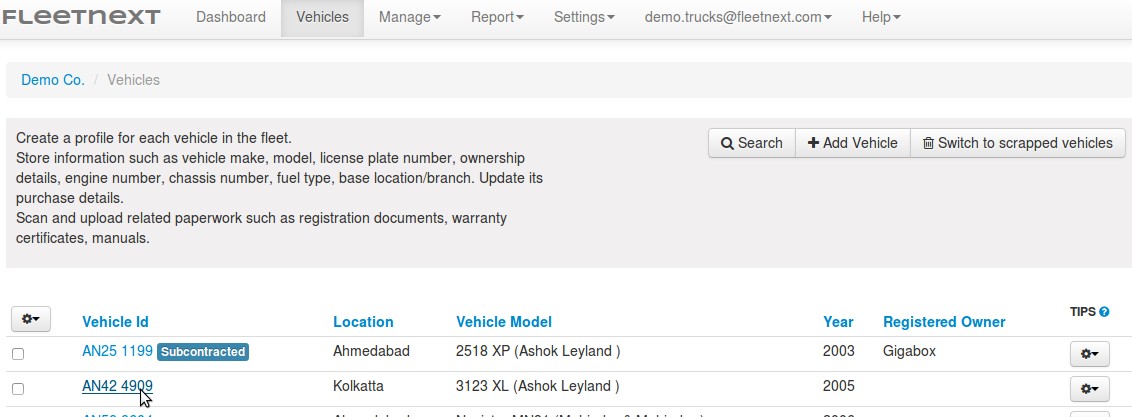 FLEETNEXT Dashboard Vehicles Manage Report Settings demo.trucks@fleetnext.com Help
Demo Co. / Vehicles
Create a profile for each vehicle in the fleet.
Store information such as vehicle make, model, license plate number, ownership
details, engine number, chassis number, fuel type, base location/branch. Update its
purchase details.
Scan and upload related paperwork such as registration documents, warranty
certificates, manuals.
Search Add Vehicle Switch to scrapped vehicles
Vehicle Id Location Vehicle Model Year Registered Owner TIPS ?
AN25 1199 Subcontracted Ahmedabad 2518 XP (Ashok Leyland ) 2003 Gigabox
AN42 4909 Kolkatta 3123 XL (Ashok Leyland ) 2005